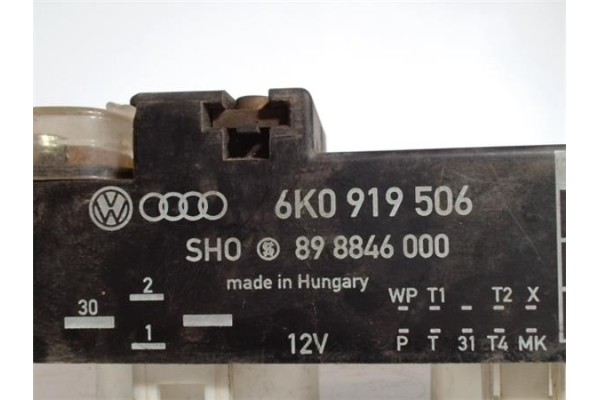 6K0 919 506
SHO 89 8846 000
made in Hungary
2
30
1
12V
WP T1 T2 X
P T 31 T4 MK